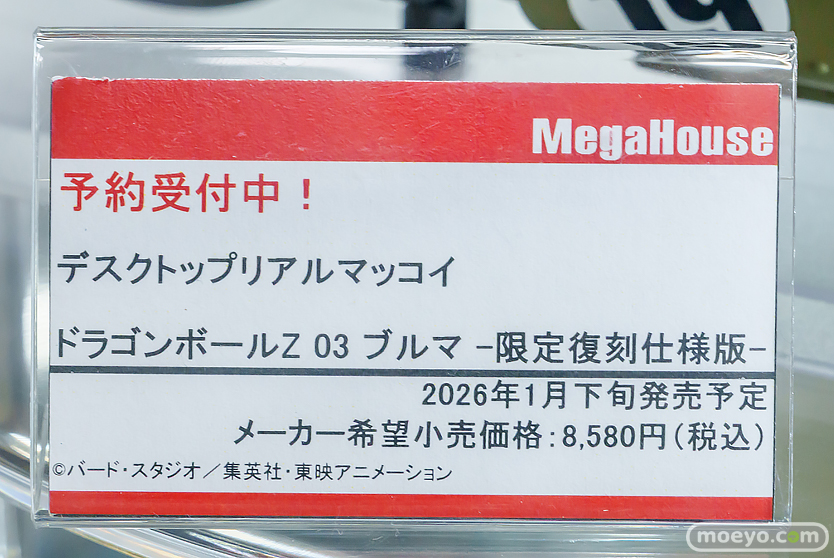 19
MegaHouse
予約受付中！
デスクトップリアルマッコイ
ドラゴンボールZ 03 ブルマ -限定復刻仕様版-
2026年1月下旬発売予定
メーカー希望小売価格：8,580円（税込）
©バード・スタジオ／集英社・東映アニメーション
moeyo.com